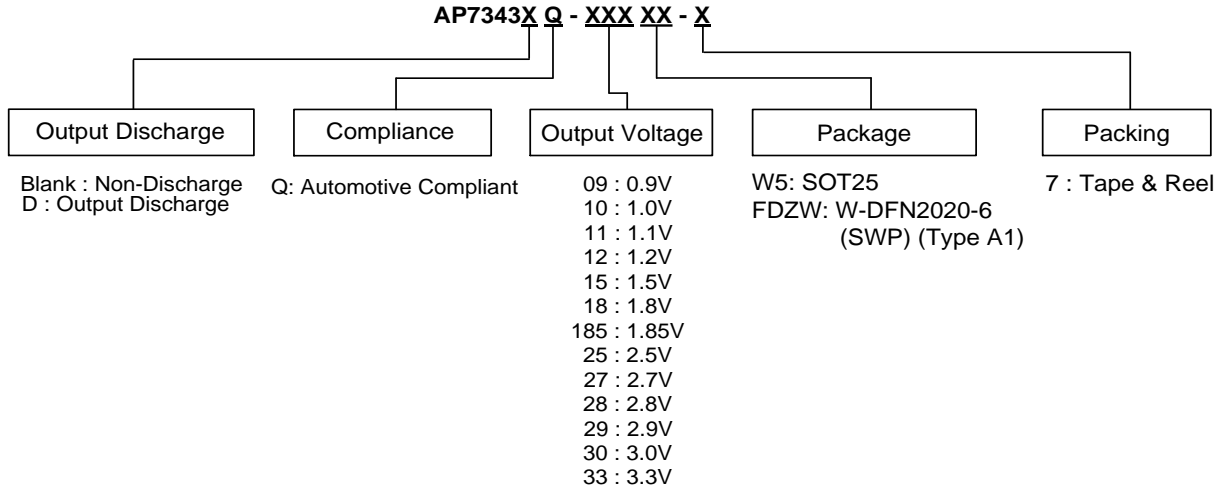 AP7343X Q - XXX XX - X
Output Discharge
Compliance
Output Voltage
Package
Packing
Blank : Non-Discharge
D : Output Discharge
Q: Automotive Compliant
09 : 0.9V
10 : 1.0V
11 : 1.1V
12 : 1.2V
15 : 1.5V
18 : 1.8V
185 : 1.85V
25 : 2.5V
27 : 2.7V
28 : 2.8V
29 : 2.9V
30 : 3.0V
33 : 3.3V
W5: SOT25
FDZW: W-DFN2020-6
(SWP) (Type A1)
7 : Tape & Reel